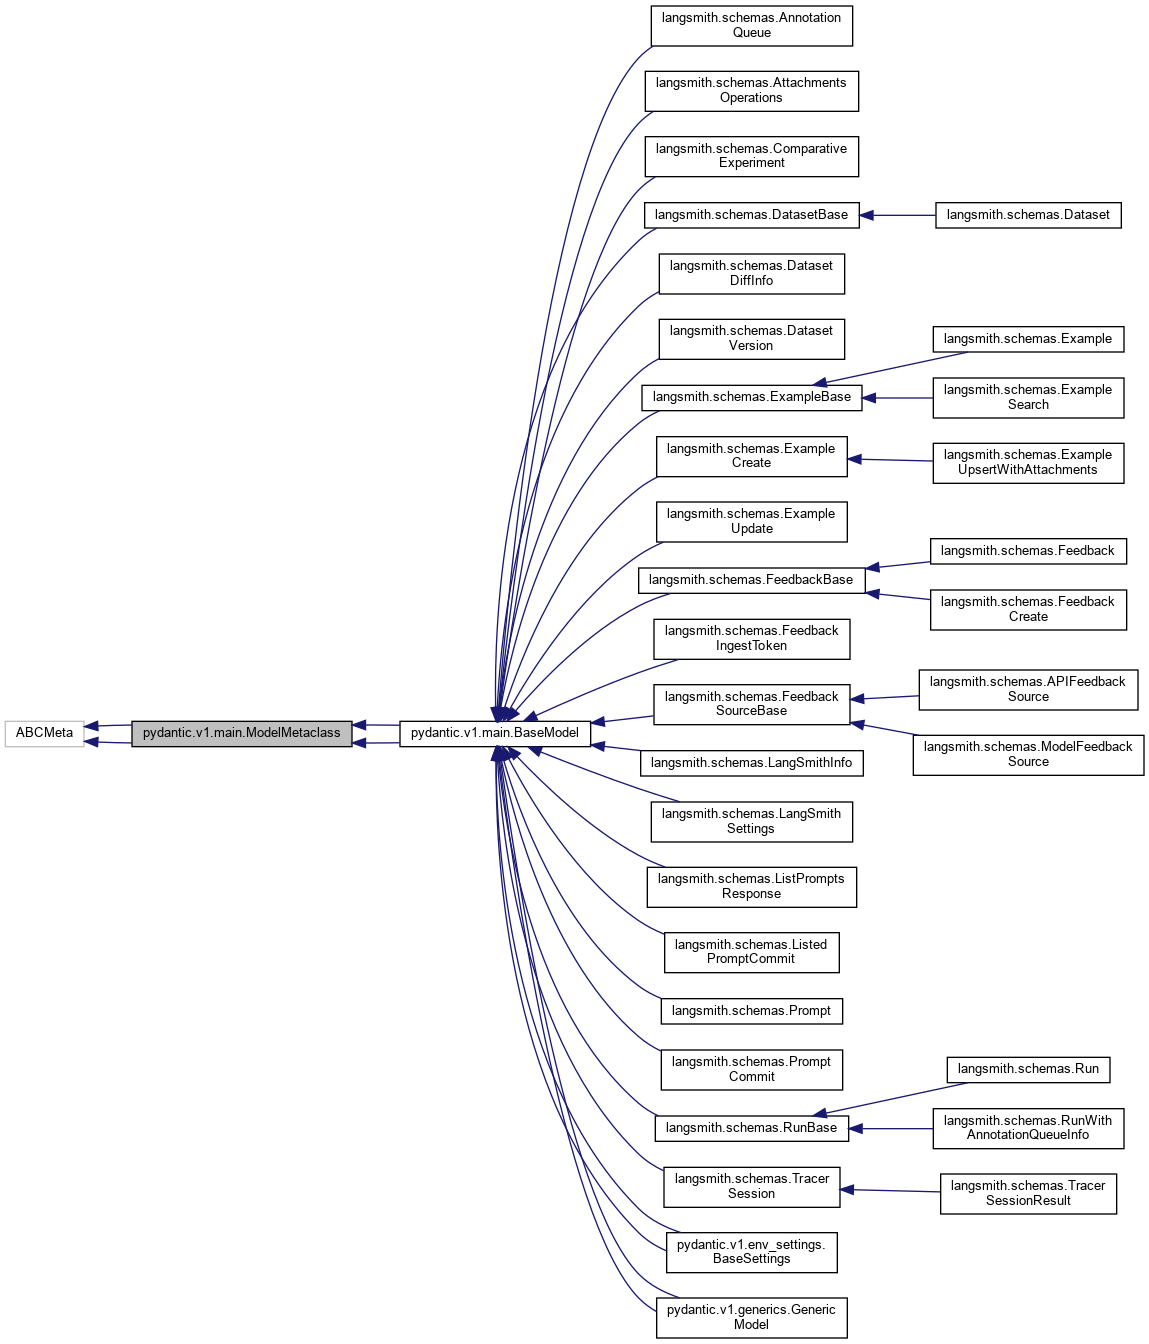 langsmith.schemas.Annotation
Queue
langsmith.schemas.Attachments
Operations
langsmith.schemas.Comparative
Experiment
langsmith.schemas.DatasetBase
langsmith.schemas.Dataset
langsmith.schemas.Dataset
DiffInfo
langsmith.schemas.Dataset
Version
langsmith.schemas.Example
langsmith.schemas.ExampleBase
langsmith.schemas.Example
Search
langsmith.schemas.Example
Create
langsmith.schemas.Example
UpsertWithAttachments
langsmith.schemas.Example
Update
langsmith.schemas.Feedback
langsmith.schemas.FeedbackBase
langsmith.schemas.Feedback
Create
langsmith.schemas.Feedback
IngestToken
langsmith.schemas.Feedback
SourceBase
langsmith.schemas.APIFeedback
Source
ABCMeta
pydantic.v1.main.ModelMetaclass
pydantic.v1.main.BaseModel
langsmith.schemas.ModelFeedback
Source
langsmith.schemas.LangSmithInfo
langsmith.schemas.LangSmith
Settings
langsmith.schemas.ListPrompts
Response
langsmith.schemas.Listed
PromptCommit
langsmith.schemas.Prompt
langsmith.schemas.Prompt
Commit
langsmith.schemas.Run
langsmith.schemas.RunBase
langsmith.schemas.RunWith
AnnotationQueueInfo
langsmith.schemas.Tracer
Session
langsmith.schemas.Tracer
SessionResult
pydantic.v1.env_settings.
BaseSettings
pydantic.v1.generics.Generic
Model